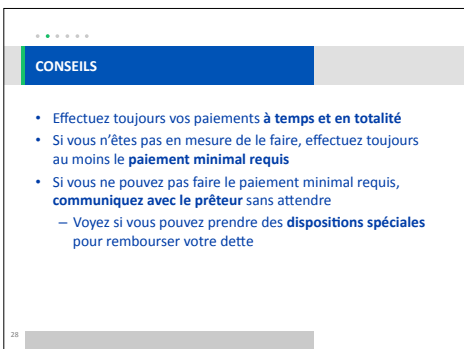 CONSEILS
• Effectuez toujours vos paiements à temps et en totalité
• Si vous n’êtes pas en mesure de le faire, effectuez toujours
au moins le paiement minimal requis
• Si vous ne pouvez pas faire le paiement minimal requis,
communiquez avec le prêteur sans attendre
– Voyez si vous pouvez prendre des dispositions spéciales
pour rembourser votre dette
28